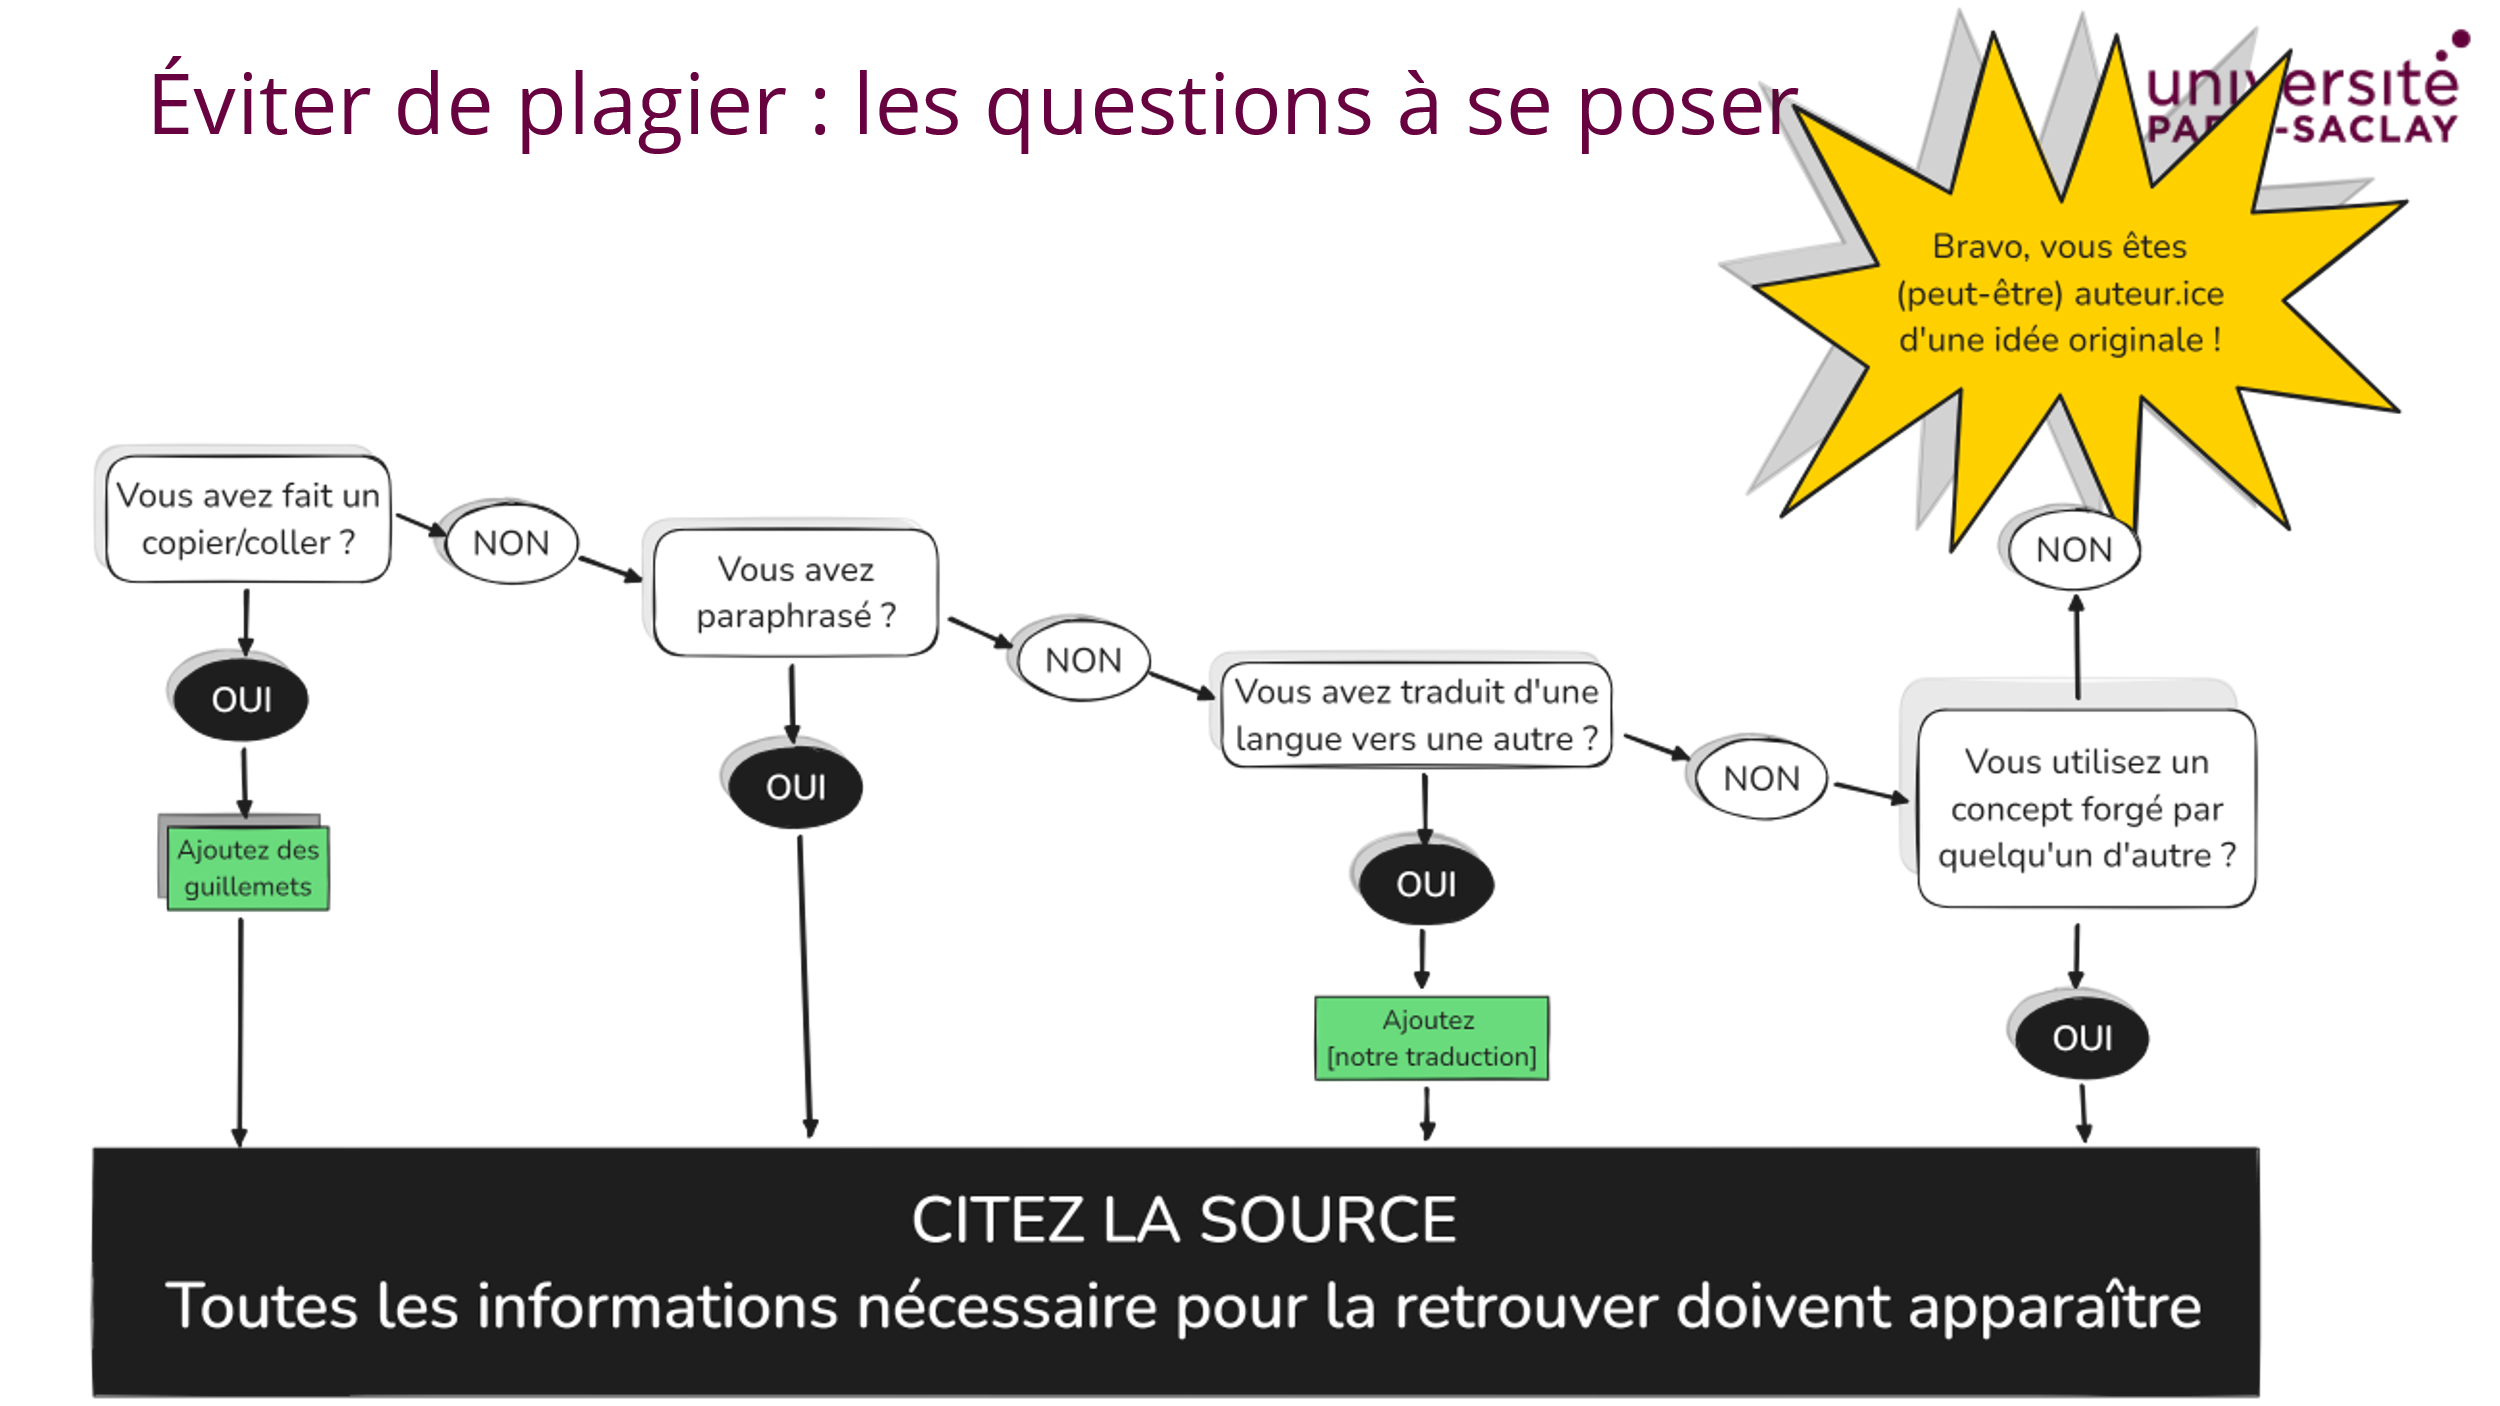 Éviter de plagier : les questions à se poser
université
PARIS-SACLAY
Bravo, vous êtes
(peut-être) auteur.ice
d'une idée originale !
Vous avez fait un
copier/coller ?
NON
OUI
Ajoutez des
guillemets
Vous avez
paraphrasé ?
NON
OUI
Vous avez traduit d'une
langue vers une autre ?
NON
OUI
Ajoutez
[notre traduction]
Vous utilisez un
concept forgé par
quelqu'un d'autre ?
NON
OUI
CITEZ LA SOURCE
Toutes les informations nécessaire pour la retrouver doivent apparaître